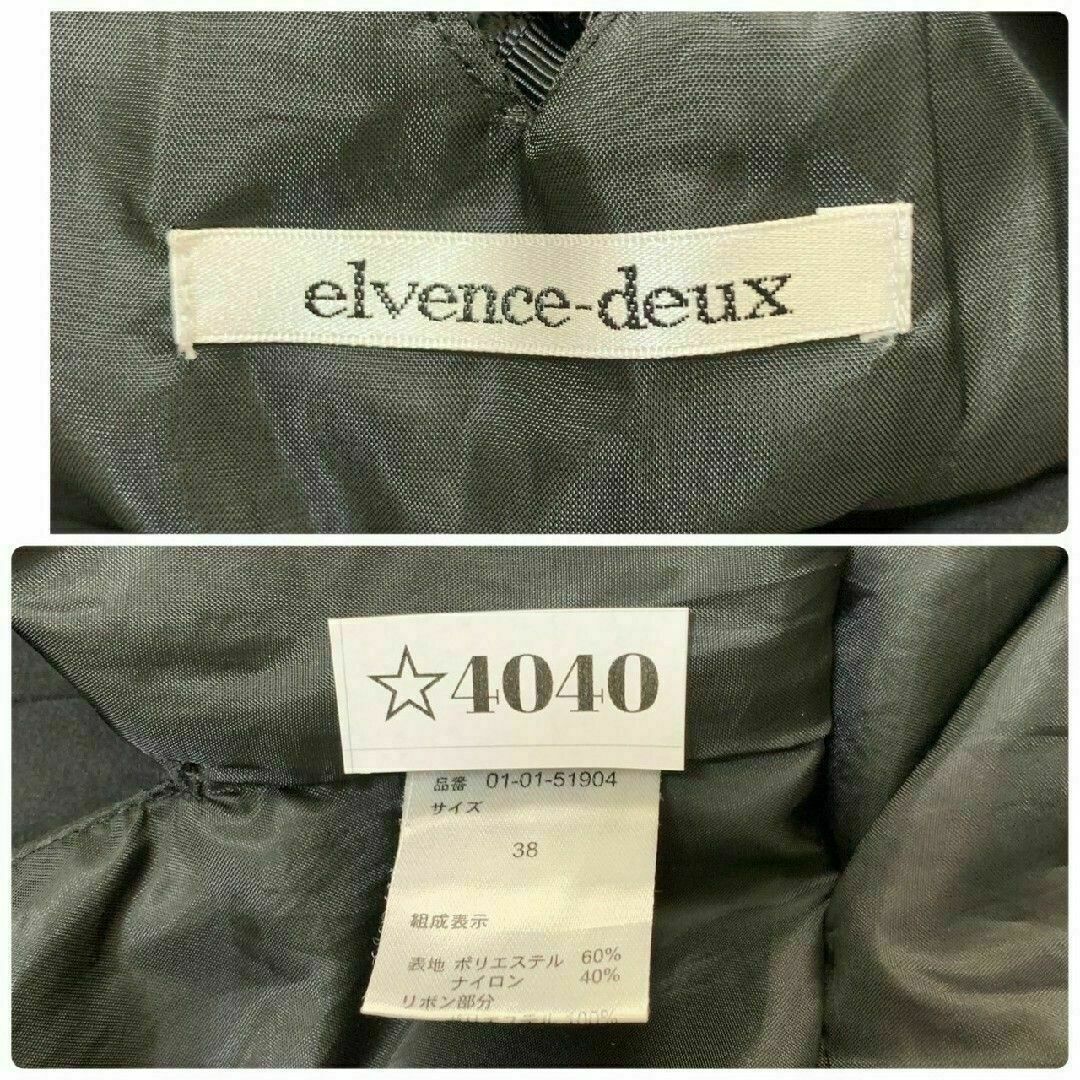 elvence-deux
☆4040
品番 01-01-51904
サイズ
38
組成表示
表地 ポリエステル 60%
ナイロン 40%
リボン部分